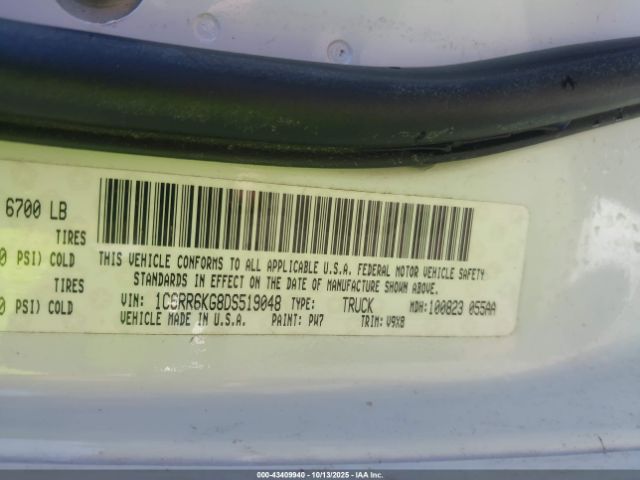 6700 LB
TIRES
0 PSI) COLD
TIRES
0 PSI) COLD
THIS VEHICLE CONFORMS TO ALL APPLICABLE U.S.A. FEDERAL MOTOR VEHICLE SAFETY
STANDARDS IN EFFECT ON THE DATE OF MANUFACTURE SHOWN ABOVE.
VIN: 1C6RR6KG8DS519048 TYPE: TRUCK MDH: 100823 055AA
VEHICLE MADE IN U.S.A. PAINT: PW7 TRIM: V9X8
000-43409940 - 10/13/2025 - IAA Inc.